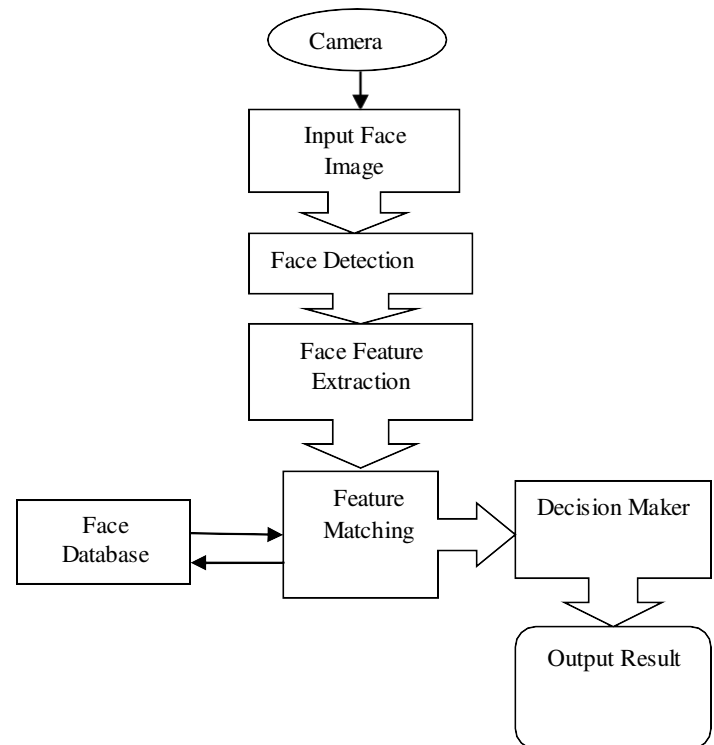 Camera
Input Face
Image
Face Detection
Face Feature
Extraction
Face
Database
Feature
Matching
Decision Maker
Output Result